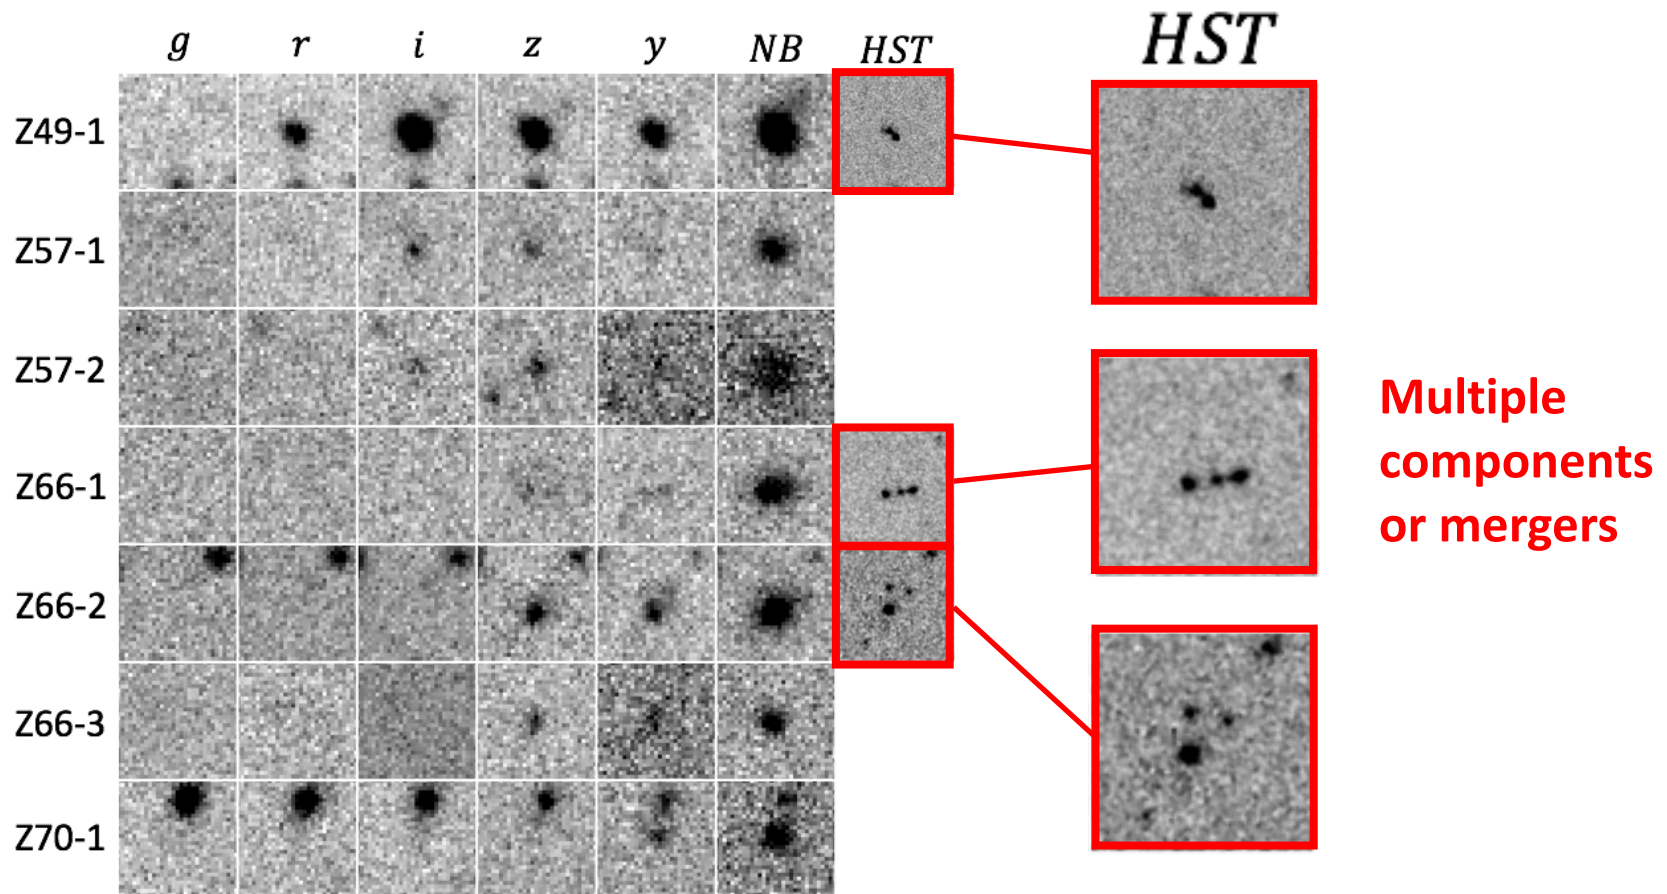 g r i z y NB HST
HST
Z49-1
Z57-1
Z57-2
Z66-1
Z66-2
Z66-3
Z70-1
Multiple
components
or mergers